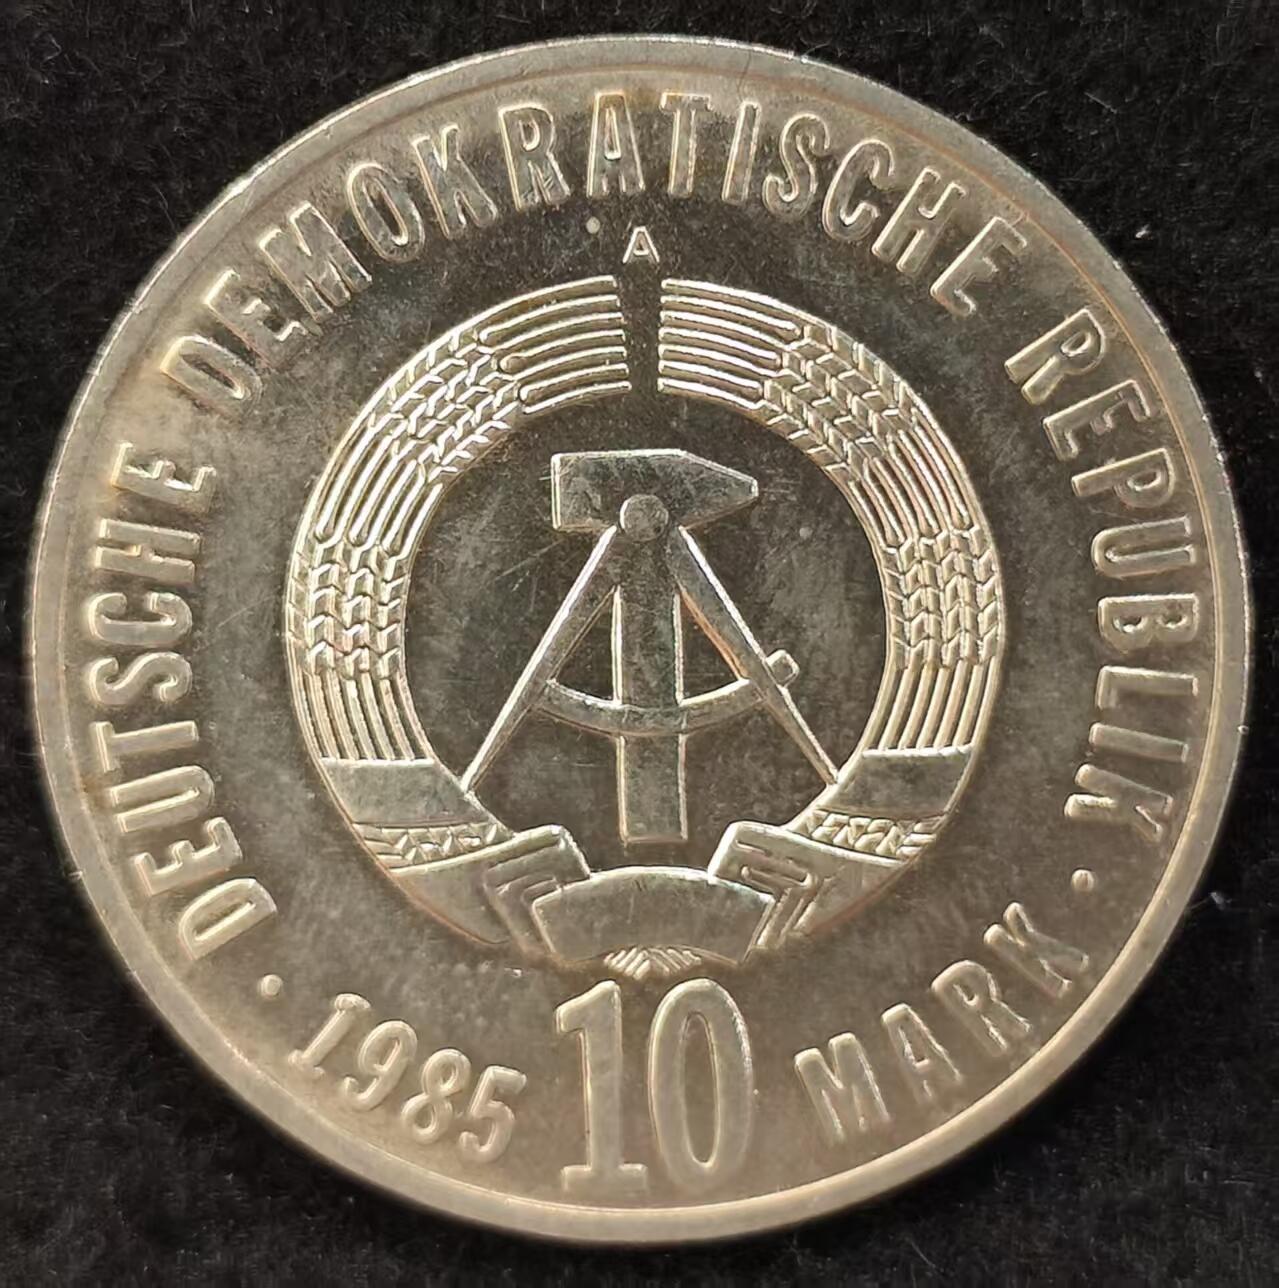 DEUTSCHE DEMOKRATISCHE REPUBLIK
A
· 1985
10
MARK ·